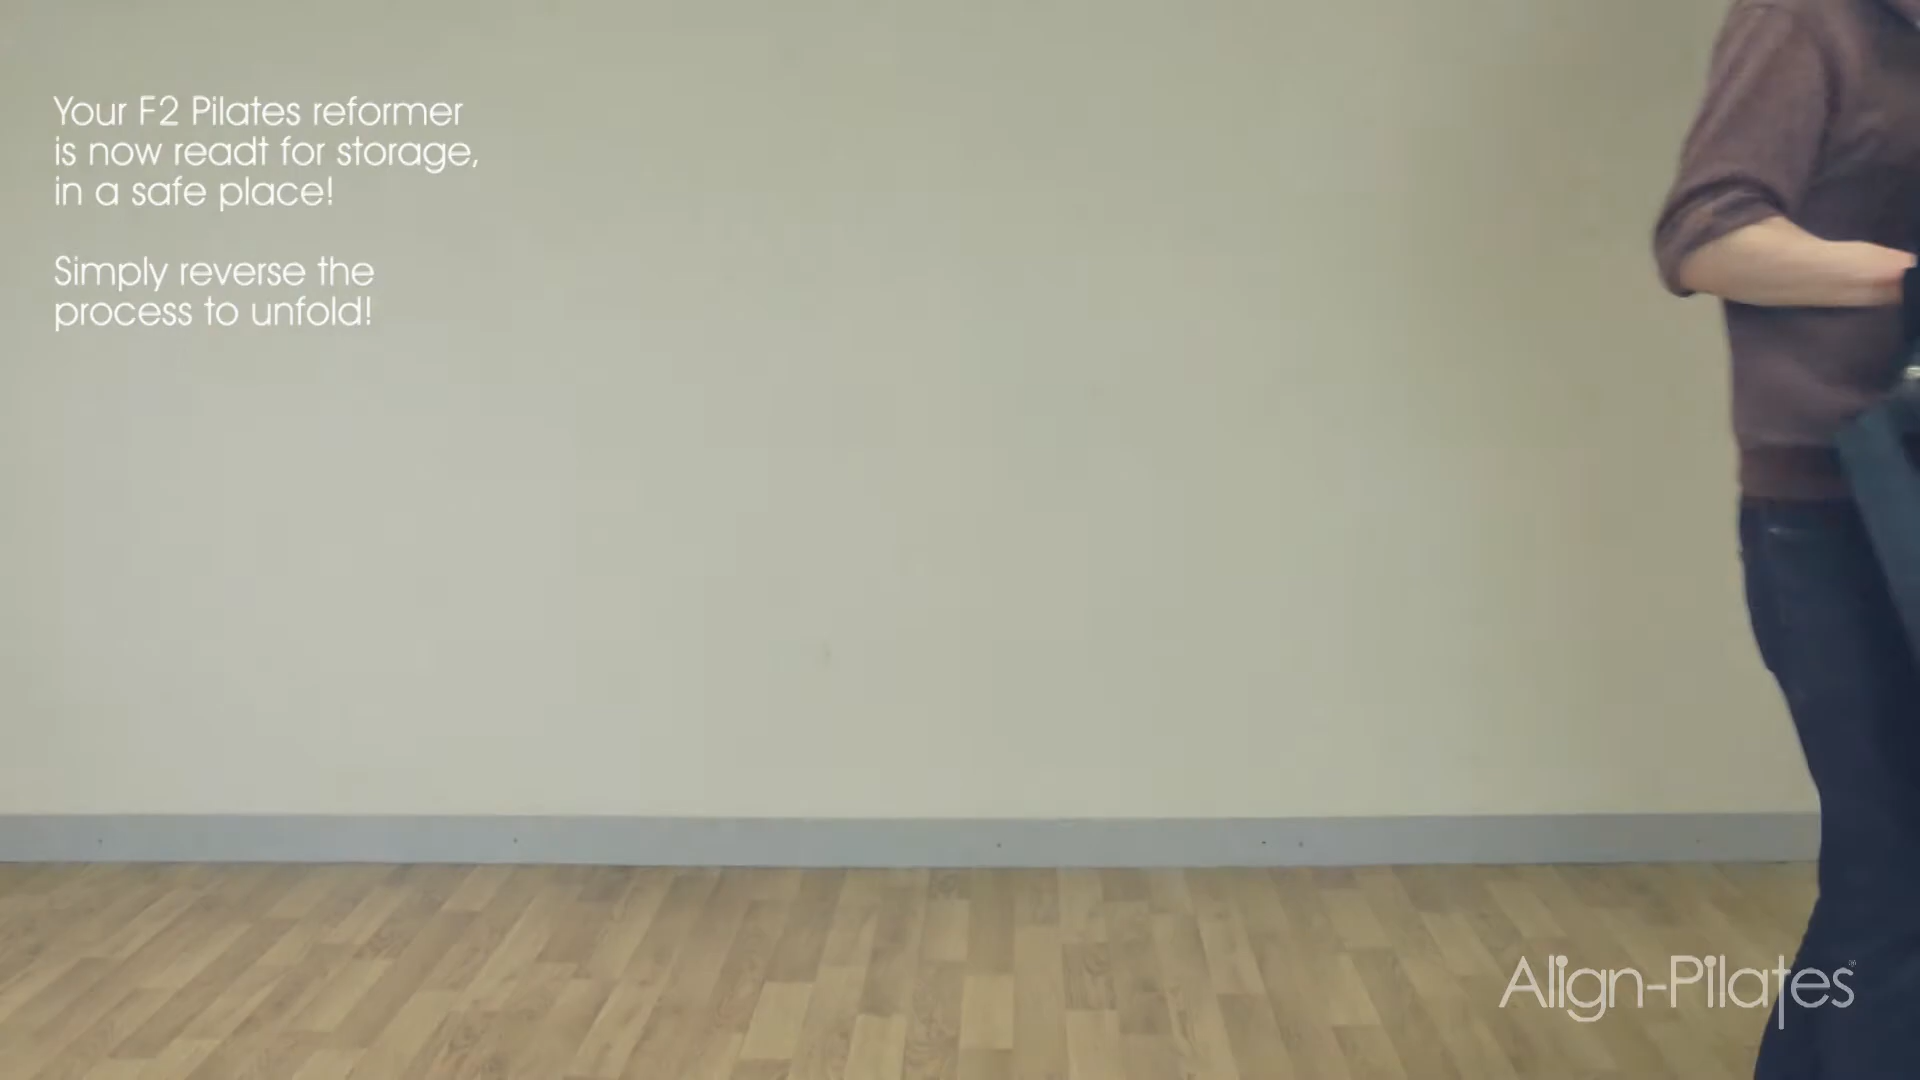 Your F2 Pilates reformer
is now readt for storage,
in a safe place!
Simply reverse the
process to unfold!
Align-Pilates®